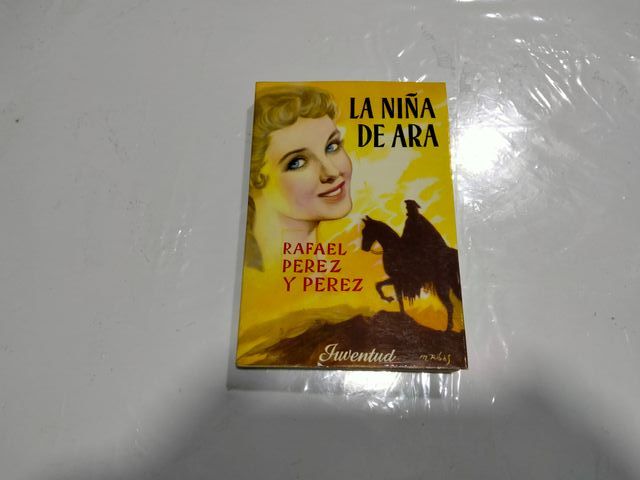 LA NIÑA
DE ARA
RAFAEL
PEREZ
Y PEREZ
Juventud